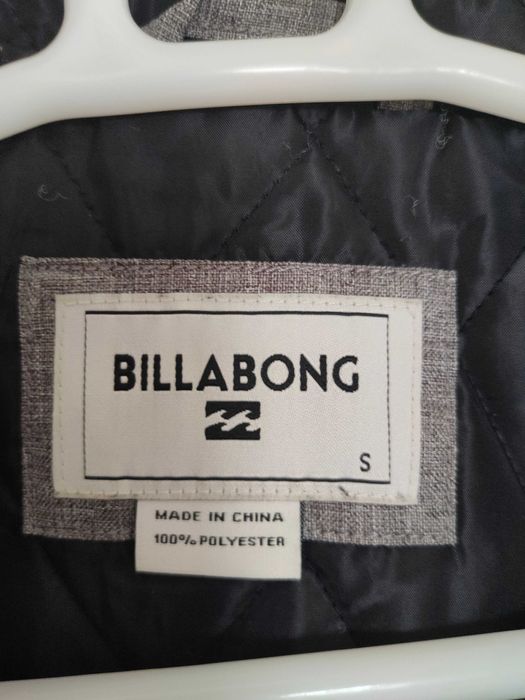 BILLABONG
S
MADE IN CHINA
100% POLYESTER